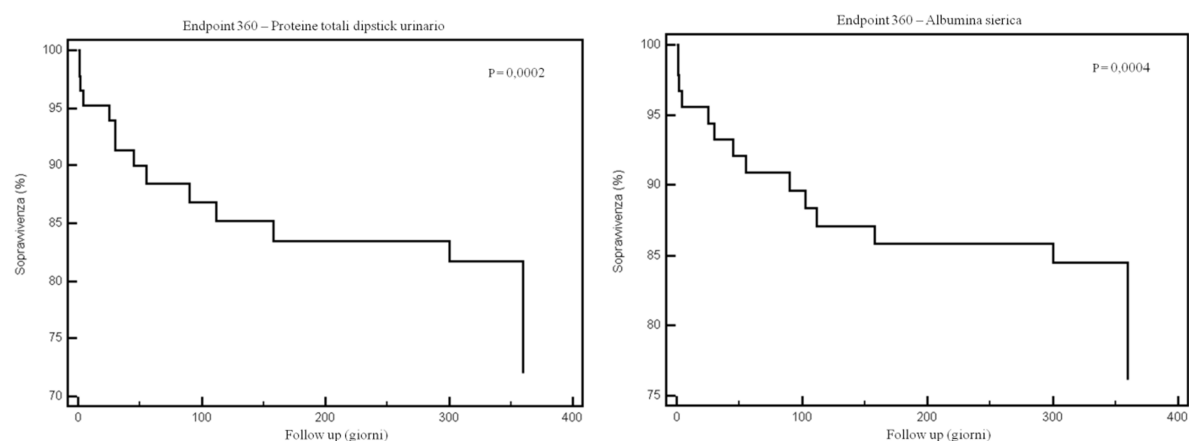 Endpoint 360 – Proteine totali dipstick urinario
P = 0,0002
100
95
90
85
80
75
70
Sopravvivenza (%)
0 100 200 300 400
Follow up (giorni)
Endpoint 360 – Albumina sierica
P = 0,0004
100
95
90
85
80
75
Sopravvivenza (%)
0 100 200 300 400
Follow up (giorni)